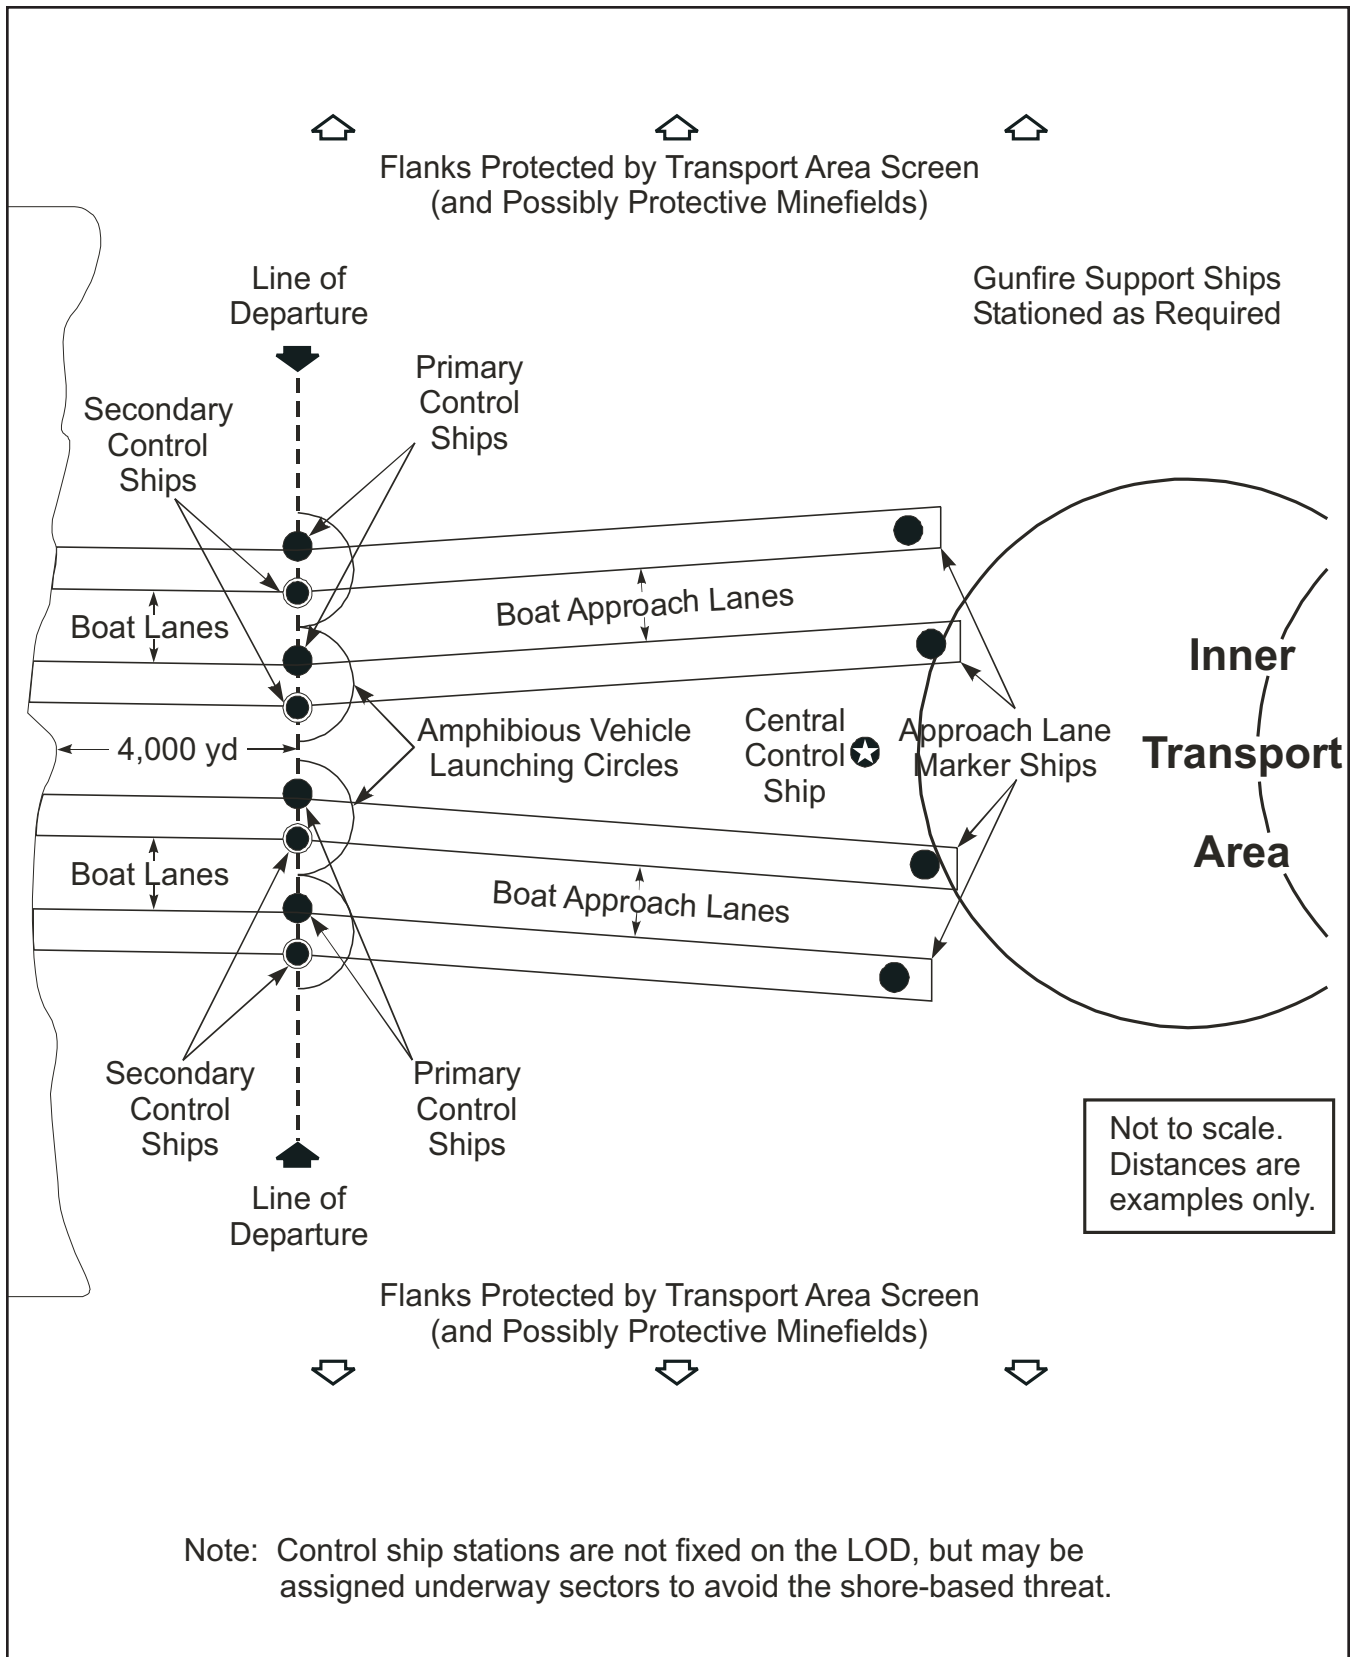 Flanks Protected by Transport Area Screen
(and Possibly Protective Minefields)
Line of
Departure
Gunfire Support Ships
Stationed as Required
Primary
Control
Ships
Secondary
Control
Ships
Boat Lanes
Boat Approach Lanes
4,000 yd
Amphibious Vehicle
Launching Circles
Central
Control
Ship
Approach Lane
Marker Ships
Inner
Transport
Area
Boat Lanes
Boat Approach Lanes
Secondary
Control
Ships
Primary
Control
Ships
Line of
Departure
Not to scale.
Distances are
examples only.
Flanks Protected by Transport Area Screen
(and Possibly Protective Minefields)
Note: Control ship stations are not fixed on the LOD, but may be
assigned underway sectors to avoid the shore-based threat.